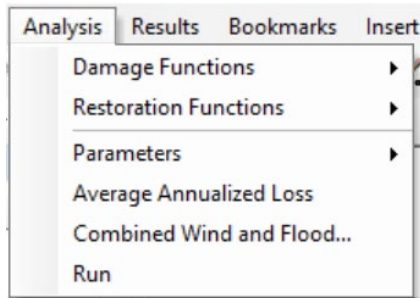 Analysis Results Bookmarks Insert
Damage Functions
Restoration Functions
Parameters
Average Annualized Loss
Combined Wind and Flood...
Run